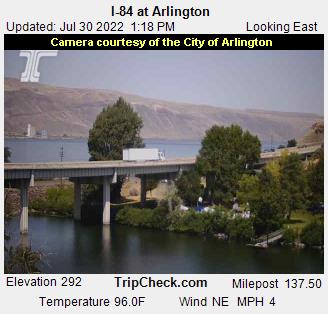 I-84 at Arlington
Updated: Jul 30 2022 1:18 PM Looking East
Camera courtesy of the City of Arlington
Elevation 292 TripCheck.com Milepost 137.50
Temperature 96.0F Wind NE MPH 4